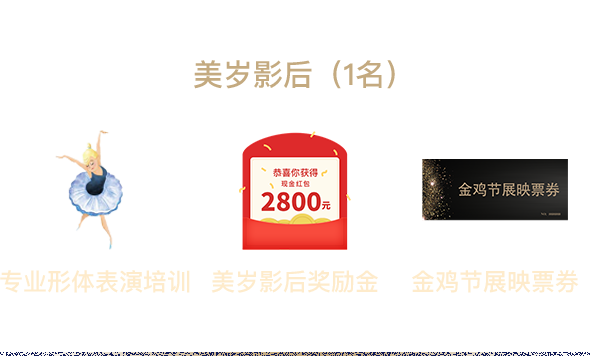 美岁影后（1名）
恭喜你获得
现金红包
2800元
金鸡节展映票券
专业形体表演培训
美岁影后奖励金
金鸡节展映票券